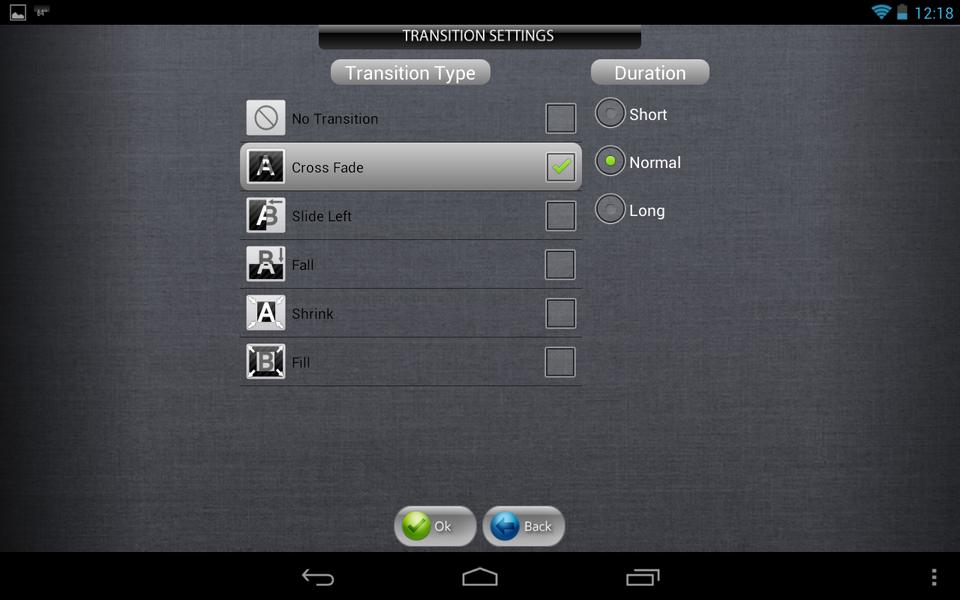 64°
12:18
TRANSITION SETTINGS
Transition Type
Duration
No Transition
Short
A
Cross Fade
Normal
A B
Slide Left
Long
B
A
Fall
A
Shrink
B
Fill
Ok
Back